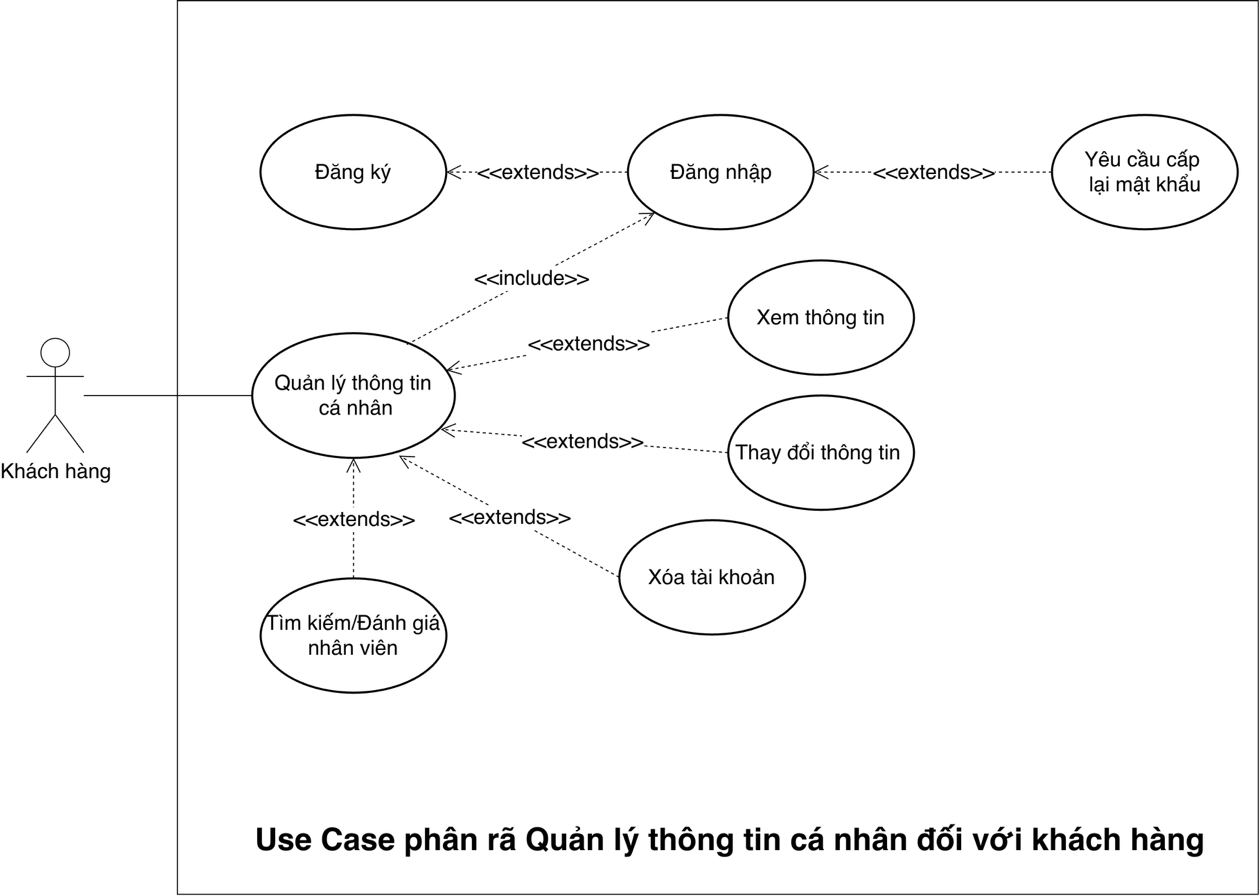 Đăng ký
<<extends>>
Đăng nhập
<<extends>>
Yêu cầu cấp
lại mật khẩu
<<include>>
Xem thông tin
<<extends>>
Quản lý thông tin
cá nhân
Khách hàng
<<extends>>
Thay đổi thông tin
<<extends>>
<<extends>>
Xóa tài khoản
Tìm kiếm/Đánh giá
nhân viên
Use Case phân rã Quản lý thông tin cá nhân đối với khách hàng